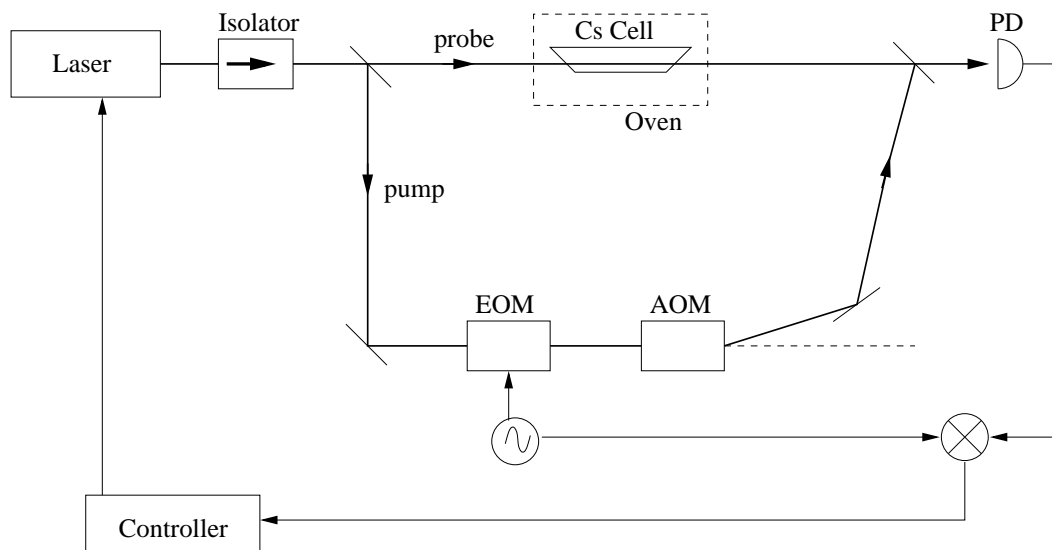 Isolator
Laser
probe
Cs Cell
PD
Oven
pump
EOM
AOM
Controller